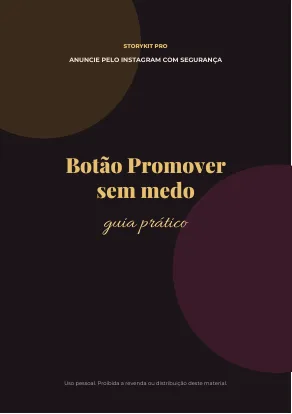 STORYKIT PRO
ANUNCIE PELO INSTAGRAM COM SEGURANÇA
Botão Promover
sem medo
guia prático
Uso pessoal. Proibida a revenda ou distribuição deste material.